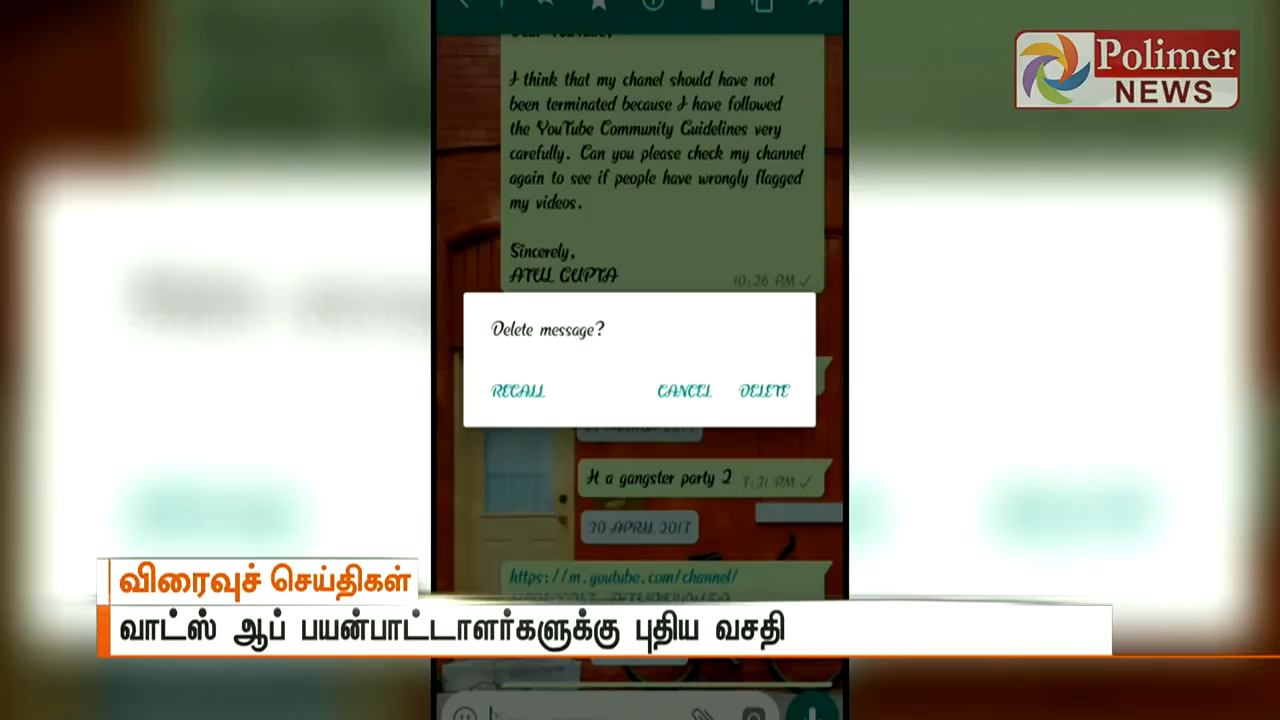 Dear YouTube,
Polimer
NEWS
I think that my chanel should have not
been terminated because I have followed
the YouTube Community Guidelines very
carefully. Can you please check my channel
again to see if people have wrongly flagged
my videos.
Sincerely,
ATUL GUPTA
10:26 PM
Delete message?
RECALL CANCEL DELETE
It a gangster party 2 7:31 PM
20 APRIL 2017
https://m.youtube.com/channel/
விரைவுச் செய்திகள்
வாட்ஸ் ஆப் பயன்பாட்டாளர்களுக்கு புதிய வசதி